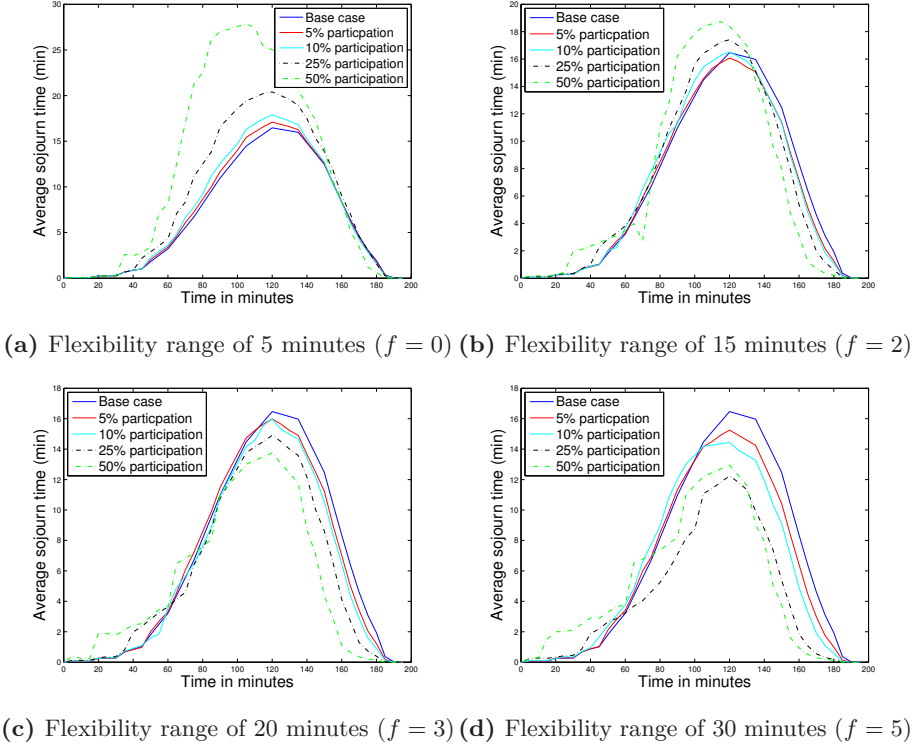 Base case
5% particpation
10% participation
25% participation
50% participation
Average sojourn time (min)
30
25
20
15
10
5
0
0 20 40 60 80 100 120 140 160 180 200
Time in minutes
Base case
5% participation
10% participation
25% participation
50% participation
Average sojourn time (min)
20
18
16
14
12
10
8
6
4
2
0
0 20 40 60 80 100 120 140 160 180 200
Time in minutes
(a) Flexibility range of 5 minutes (f = 0)
(b) Flexibility range of 15 minutes (f = 2)
Base case
5% particpation
10% participation
25% participation
50% participation
Average sojourn time (min)
18
16
14
12
10
8
6
4
2
0
0 20 40 60 80 100 120 140 160 180 200
Time in minutes
Base case
5% participation
10% participation
25% participation
50% participation
Average sojourn time (min)
18
16
14
12
10
8
6
4
2
0
0 20 40 60 80 100 120 140 160 180 200
Time in minutes
(c) Flexibility range of 20 minutes (f = 3)
(d) Flexibility range of 30 minutes (f = 5)